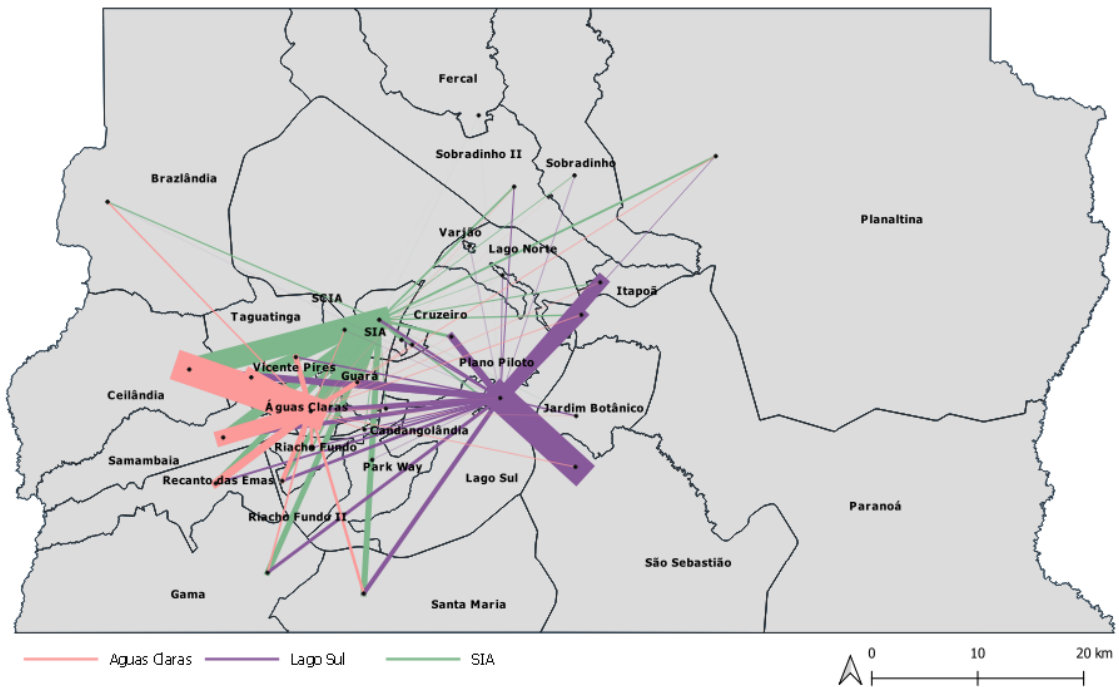 Fercal
Sobradinho II
Sobradinho
Brazlândia
Planaltina
Varjão
Lago Norte
Itapoã
SCIA
Taguatinga
Cruzeiro
SIA
Plano Piloto
Vicente Pires
Guará
Ceilândia
Águas Claras
Jardim Botânico
Candangolândia
Riacho Fundo
Samambaia
Park Way
Recanto das Emas
Lago Sul
Paranoá
Riacho Fundo II
São Sebastião
Gama
Santa Maria
Aguas Claras
Lago Sul
SIA
0 10 20 km